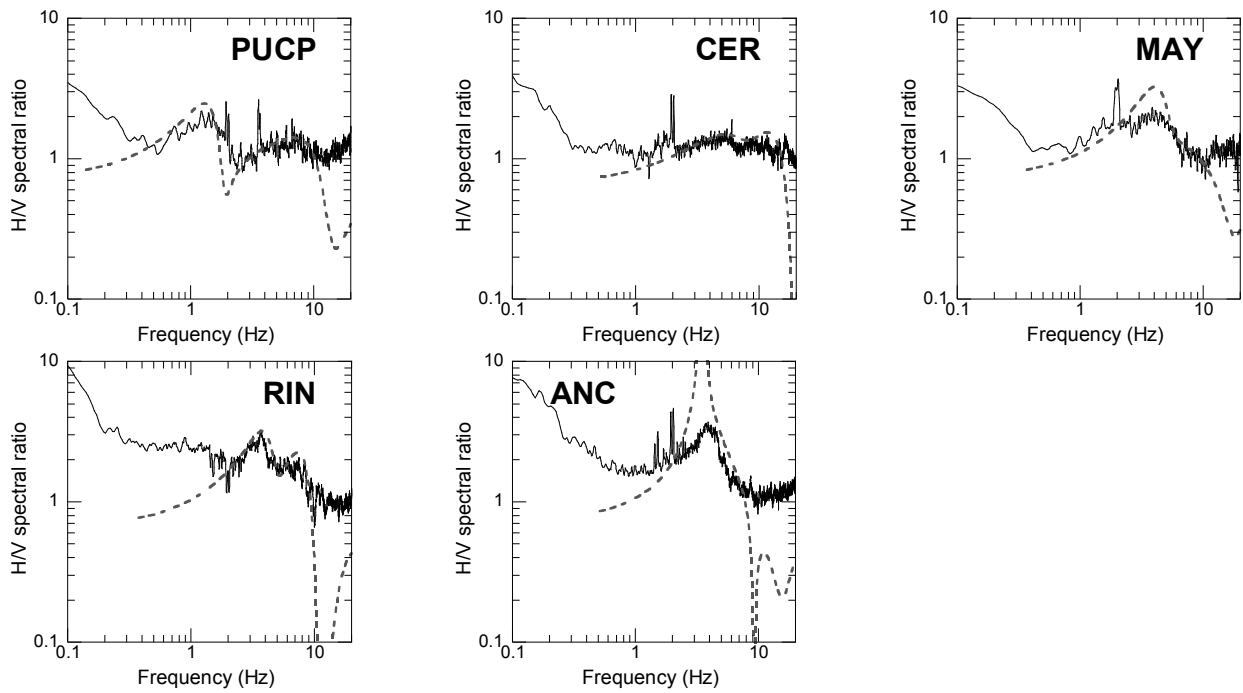 10
PUCP
H/V spectral ratio
1
0.1
0.1
1
10
Frequency (Hz)
10
CER
H/V spectral ratio
1
0.1
0.1
1
10
Frequency (Hz)
10
MAY
H/V spectral ratio
1
0.1
0.1
1
10
Frequency (Hz)
10
RIN
H/V spectral ratio
1
0.1
0.1
1
10
Frequency (Hz)
10
ANC
H/V spectral ratio
1
0.1
0.1
1
10
Frequency (Hz)